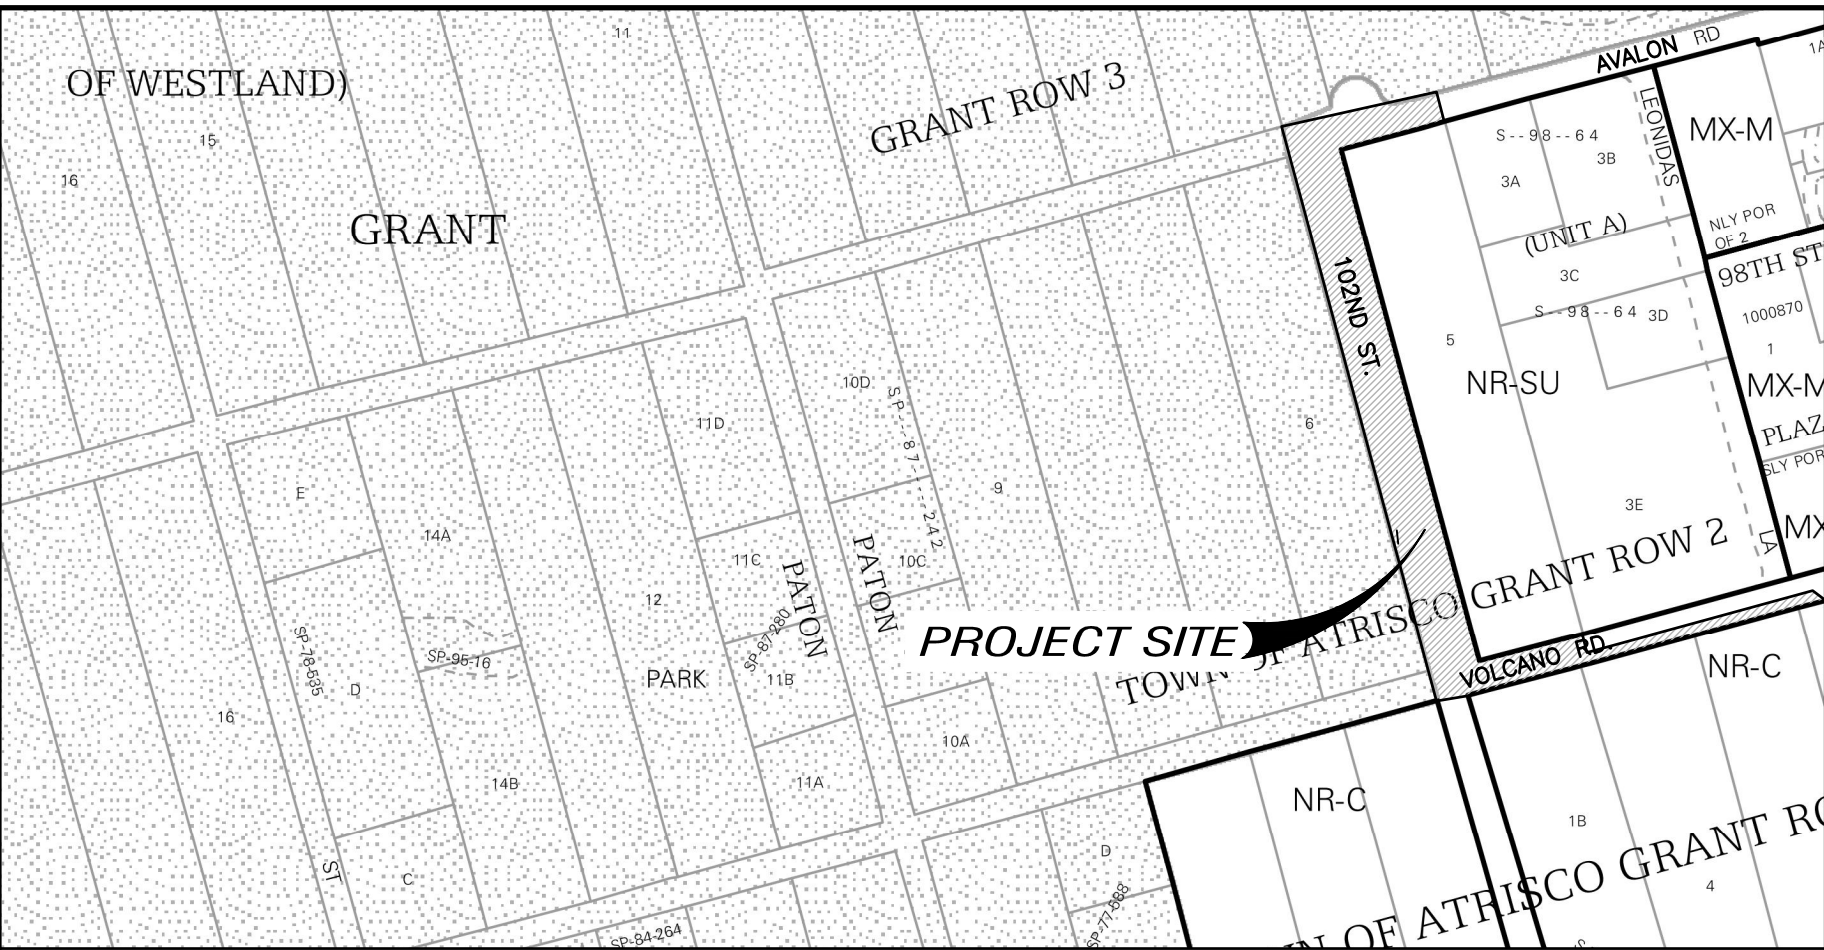 OF WESTLAND)
11
15
16
GRANT
GRANT ROW 3
AVALON RD
1A
LEONIDAS
MX-M
S--98--64
3B
3A
NLY POR
OF 2
(UNIT A)
3C
98TH ST
S--98--64
3D
1000870
102ND ST.
5
1
NR-SU
MX-M
PLAZ
SLY POR
10D
SP--87----242
11D
6
9
E
3E
14A
LA
MX
11C
PATON
PATON
10C
12
SP-87-280
TOWN OF ATRISCO GRANT ROW 2
PROJECT SITE
SP-78-535
SP-95-16
D
PARK
11B
VOLCANO RD.
NR-C
16
10A
14B
11A
NR-C
1B
D
ST
C
4
SP-77-588
SP-84-264
N OF ATRISCO GRANT RO